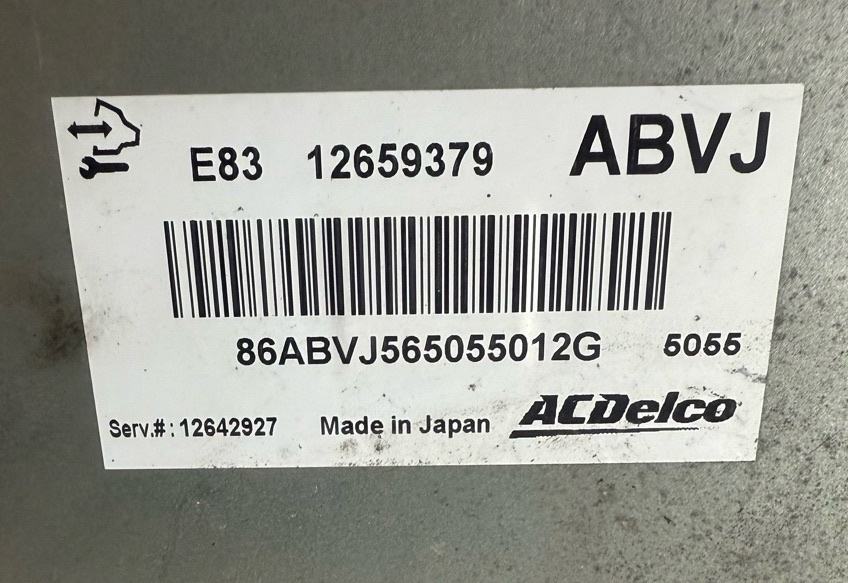 E83 12659379 ABVJ
86ABVJ565055012G 5055
Serv.#: 12642927 Made in Japan ACDelco